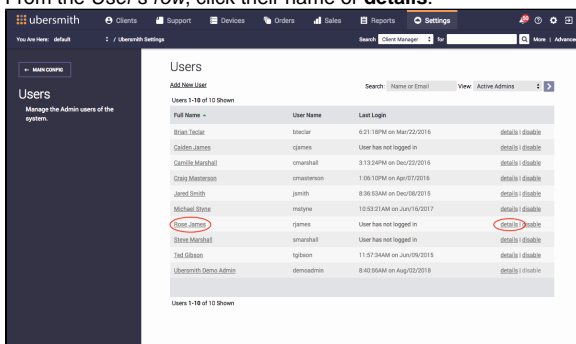 From the User's row, click their name or details.
ubersmith Clients Support Devices Orders Sales Reports Settings
You Are Here: default / Ubersmith Settings Search Client Manager for More | Advanced
← MAIN CONFIG
Users
Manage the Admin users of the
system.
Users
Add New User Search: Name or Email View: Active Admins
Users 1-10 of 10 Shown
Full Name User Name Last Login
Brian Teclar bteclar 6:21:18PM on Mar/22/2016 details | disable
Caiden James cjames User has not logged in details | disable
Camille Marshall cmarshall 3:13:24PM on Dec/22/2016 details | disable
Craig Masterson cmasterson 1:06:10PM on Apr/07/2016 details | disable
Jared Smith jsmith 8:36:53AM on Dec/08/2015 details | disable
Michael Styne mstyne 10:53:21AM on Jun/16/2017 details | disable
Rose James rjames User has not logged in details | disable
Steve Marshall smarshall User has not logged in details | disable
Ted Gibson tgibson 11:57:34AM on Jun/09/2015 details | disable
Ubersmith Demo Admin demoadmin 8:40:56AM on Aug/02/2018 details | disable
Users 1-10 of 10 Shown